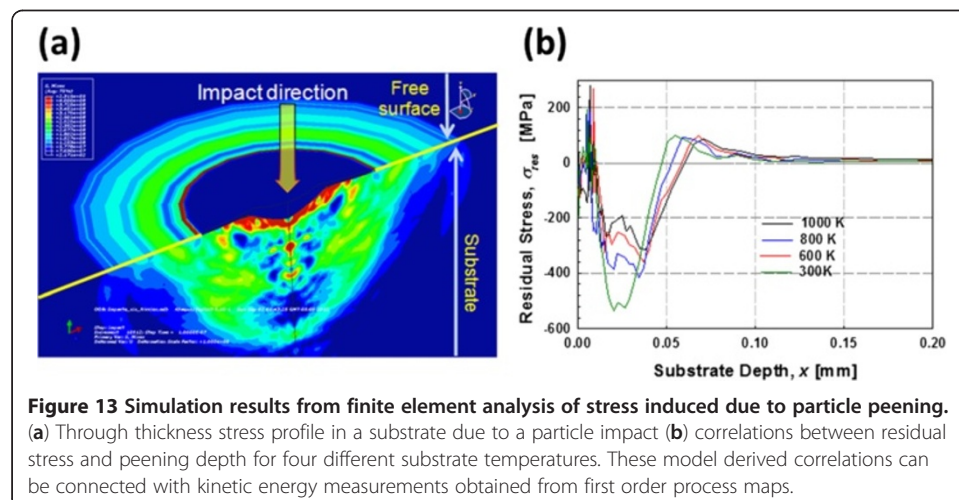 (a)
(b)
Impact direction
Free
surface
Substrate
Residual Stress, σres [MPa]
200
0
-200
-400
-600
1000 K
800 K
600 K
300K
0.00
0.05
0.10
0.15
0.20
Substrate Depth, x [mm]
Figure 13 Simulation results from finite element analysis of stress induced due to particle peening.
(a) Through thickness stress profile in a substrate due to a particle impact (b) correlations between residual
stress and peening depth for four different substrate temperatures. These model derived correlations can
be connected with kinetic energy measurements obtained from first order process maps.